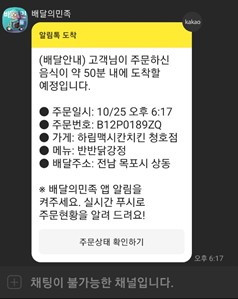 배달의민족
kakao
알림톡 도착
(배달안내) 고객님이 주문하신
음식이 약 50분 내에 도착할
예정입니다.
● 주문일시: 10/25 오후 6:17
● 주문번호: B12P0189ZQ
● 가게: 하림맥시칸치킨 청호점
● 메뉴: 반반닭강정
● 배달주소: 전남 목포시 상동
※ 배달의민족 앱 알림을
켜주세요. 실시간 푸시로
주문현황을 알려 드려요!
주문상태 확인하기
오후 6:17
채팅이 불가능한 채널입니다.